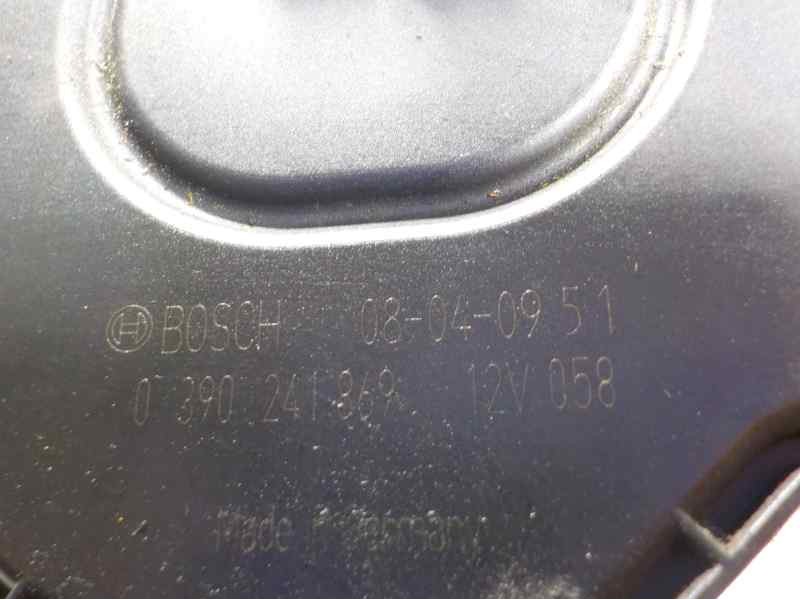 BOSCH 08-04-09 51
0 390 241 869 12V 058
Made in Germany